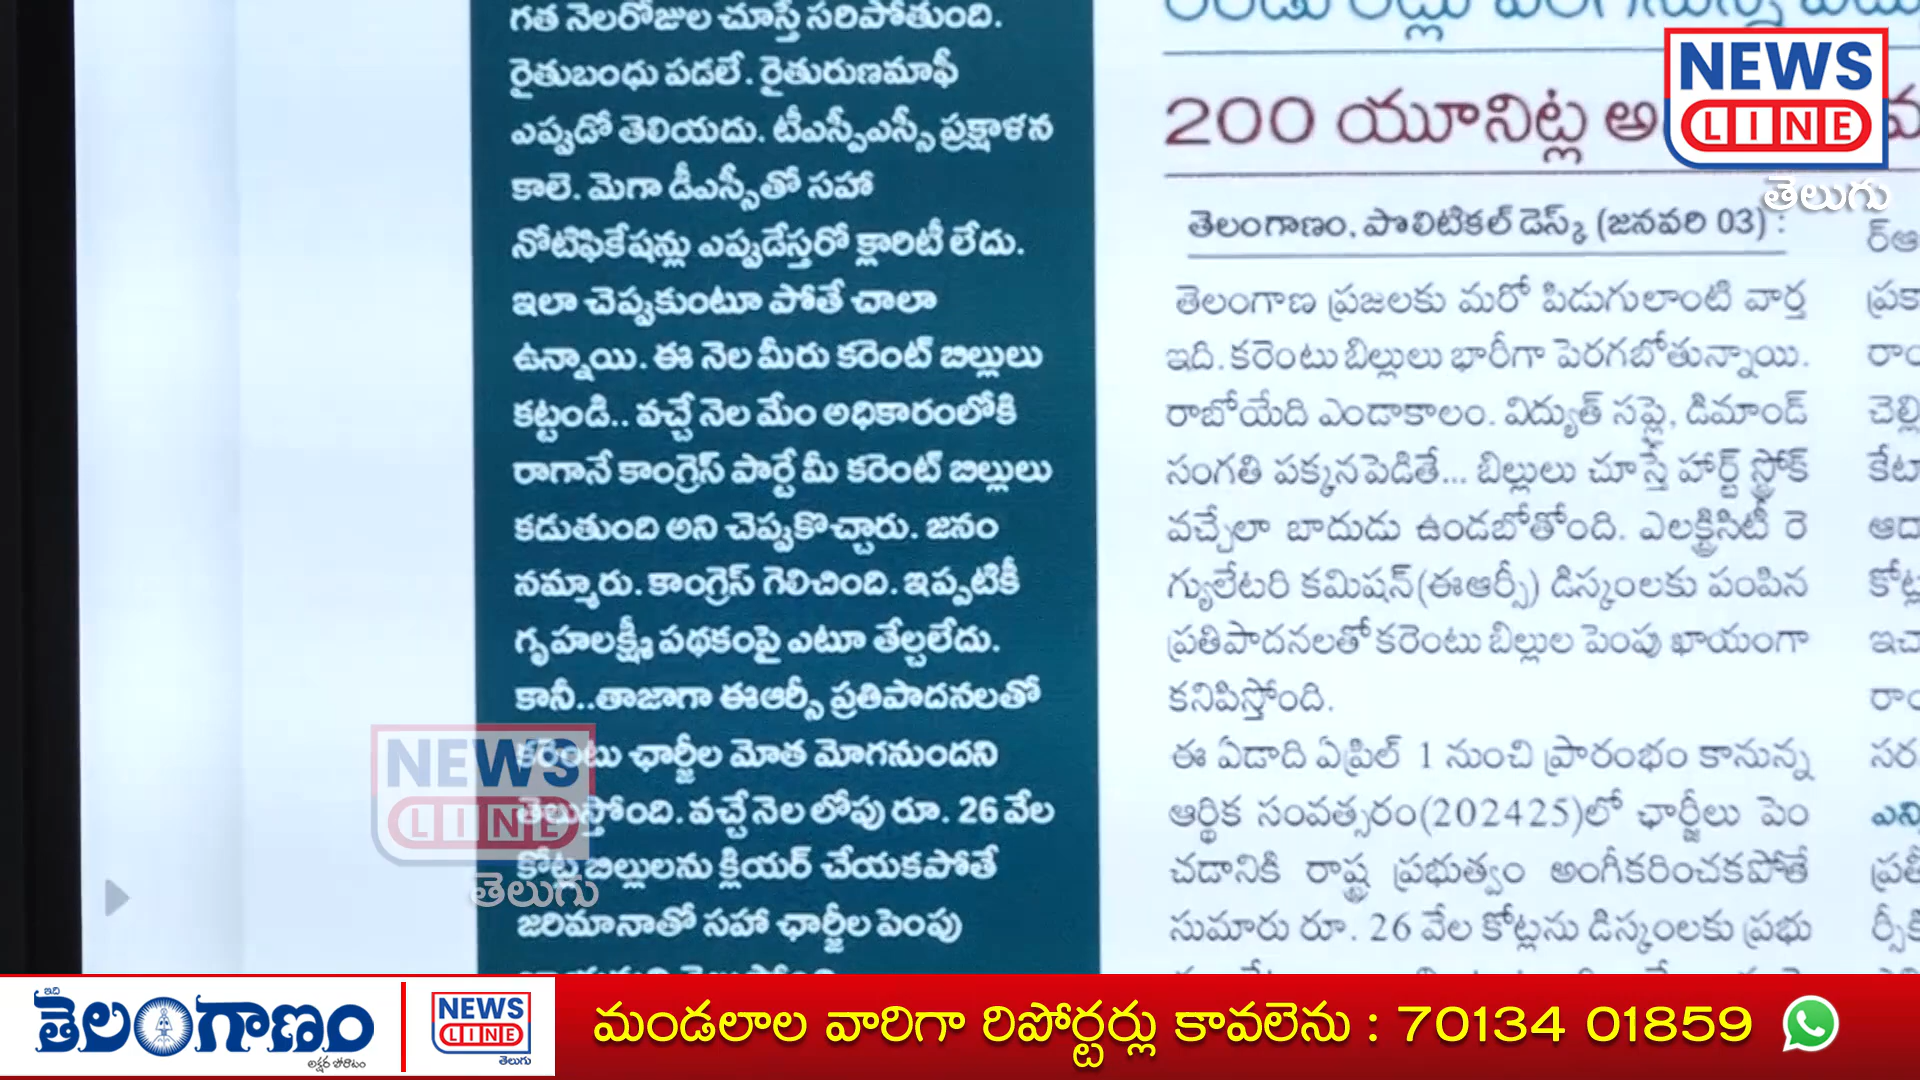 గత నెలరోజుల చూస్తే సరిపోతుంది.
రైతుబంధు పడలే. రైతురుణమాఫీ
ఎప్పుడో తెలియదు. టీఎస్పీఎస్సీ ప్రక్షాళన
కాలె. మెగా డీఎస్సీతో సహా
నోటిఫికేషన్లు ఎప్పుడేస్తరో క్లారిటీ లేదు.
ఇలా చెప్పుకుంటూ పోతే చాలా
ఉన్నాయి. ఈ నెల మీరు కరెంట్ బిల్లులు
కట్టండి.. వచ్చే నెల మేం అధికారంలోకి
రాగానే కాంగ్రెస్ పార్టే మీ కరెంట్ బిల్లులు
కడుతుంది అని చెప్పుకొచ్చారు. జనం
నమ్మారు. కాంగ్రెస్ గెలిచింది. ఇప్పటికీ
గృహలక్ష్మీ పథకంపై ఎటూ తేల్చలేదు.
కానీ..తాజాగా ఈఆర్సీ ప్రతిపాదనలతో
కరెంటు ఛార్జీల మోత మోగనుందని
తెలుస్తోంది. వచ్చే నెల లోపు రూ. 26 వేల
కోట్ల బిల్లులను క్లియర్ చేయకపోతే
జరిమానాతో సహా ఛార్జీల పెంపు
200 యూనిట్ల
తెలంగాణం, పొలిటికల్ డెస్క్ (జనవరి 03) :
తెలంగాణ ప్రజలకు మరో పిడుగులాంటి వార్త
ఇది. కరెంటు బిల్లులు భారీగా పెరగబోతున్నాయి.
రాబోయేది ఎండాకాలం. విద్యుత్ సప్లై, డిమాండ్
సంగతి పక్కనపెడితే... బిల్లులు చూస్తే హార్ట్ స్ట్రోక్
వచ్చేలా బాదుడు ఉండబోతోంది. ఎలక్ట్రిసిటీ రె
గ్యులేటరి కమిషన్(ఈఆర్సీ) డిస్కంలకు పంపిన
ప్రతిపాదనలతో కరెంటు బిల్లుల పెంపు ఖాయంగా
కనిపిస్తోంది.
ఈ ఏడాది ఏప్రిల్ 1 నుంచి ప్రారంభం కానున్న
ఆర్థిక సంవత్సరం(202425)లో ఛార్జీలు పెం
చడానికి రాష్ట్ర ప్రభుత్వం అంగీకరించకపోతే
సుమారు రూ. 26 వేల కోట్లను డిస్కంలకు ప్రభు
NEWS
LINE
తెలుగు
NEWS
LINE
తెలుగు
ఇది
తెలంగాణం
అక్షర పోరాటం
NEWS
LINE
తెలుగు
మండలాల వారిగా రిపోర్టర్లు కావలెను : 70134 01859